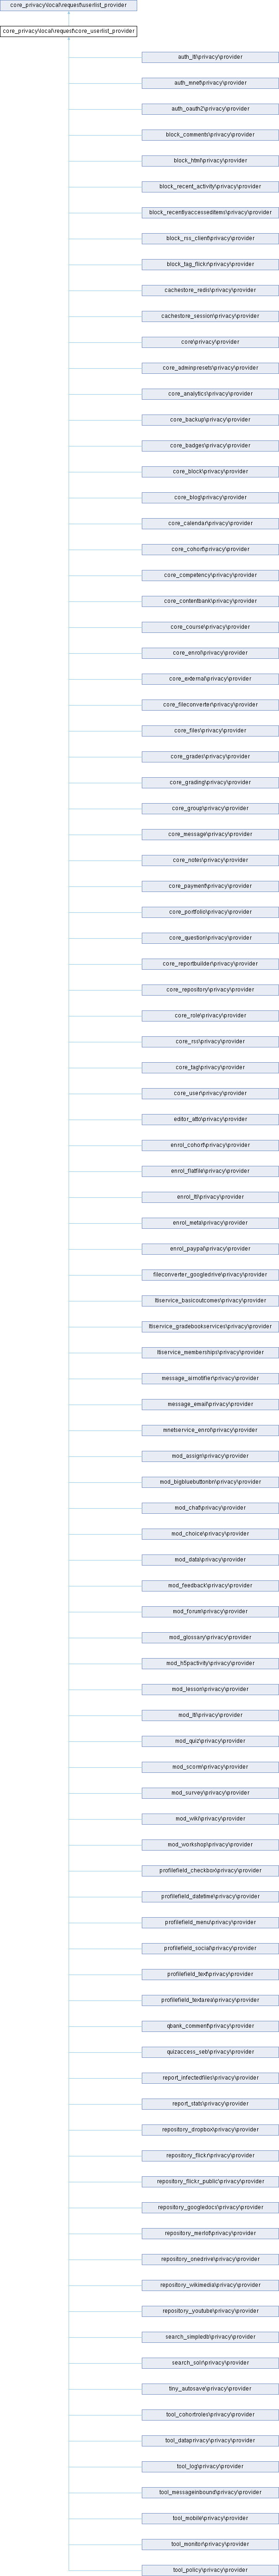 core_privacy\local\request\userlist_provider
core_privacy\local\request\core_userlist_provider
auth_lti\privacy\provider
auth_mnet\privacy\provider
auth_oauth2\privacy\provider
block_comments\privacy\provider
block_html\privacy\provider
block_recent_activity\privacy\provider
block_recentlyaccesseditems\privacy\provider
block_rss_client\privacy\provider
block_tag_flickr\privacy\provider
cachestore_redis\privacy\provider
cachestore_session\privacy\provider
core\privacy\provider
core_adminpresets\privacy\provider
core_analytics\privacy\provider
core_backup\privacy\provider
core_badges\privacy\provider
core_block\privacy\provider
core_blog\privacy\provider
core_calendar\privacy\provider
core_cohort\privacy\provider
core_competency\privacy\provider
core_contentbank\privacy\provider
core_course\privacy\provider
core_enrol\privacy\provider
core_external\privacy\provider
core_fileconverter\privacy\provider
core_files\privacy\provider
core_grades\privacy\provider
core_grading\privacy\provider
core_group\privacy\provider
core_message\privacy\provider
core_notes\privacy\provider
core_payment\privacy\provider
core_portfolio\privacy\provider
core_question\privacy\provider
core_reportbuilder\privacy\provider
core_repository\privacy\provider
core_role\privacy\provider
core_rss\privacy\provider
core_tag\privacy\provider
core_user\privacy\provider
editor_atto\privacy\provider
enrol_cohort\privacy\provider
enrol_flatfile\privacy\provider
enrol_lti\privacy\provider
enrol_meta\privacy\provider
enrol_paypal\privacy\provider
fileconverter_googledrive\privacy\provider
ltiservice_basicoutcomes\privacy\provider
ltiservice_gradebookservices\privacy\provider
ltiservice_memberships\privacy\provider
message_airnotifier\privacy\provider
message_email\privacy\provider
mnetservice_enrol\privacy\provider
mod_assign\privacy\provider
mod_bigbluebuttonbn\privacy\provider
mod_chat\privacy\provider
mod_choice\privacy\provider
mod_data\privacy\provider
mod_feedback\privacy\provider
mod_forum\privacy\provider
mod_glossary\privacy\provider
mod_h5pactivity\privacy\provider
mod_lesson\privacy\provider
mod_lti\privacy\provider
mod_quiz\privacy\provider
mod_scorm\privacy\provider
mod_survey\privacy\provider
mod_wiki\privacy\provider
mod_workshop\privacy\provider
profilefield_checkbox\privacy\provider
profilefield_datetime\privacy\provider
profilefield_menu\privacy\provider
profilefield_social\privacy\provider
profilefield_text\privacy\provider
profilefield_textarea\privacy\provider
qbank_comment\privacy\provider
quizaccess_seb\privacy\provider
report_infectedfiles\privacy\provider
report_stats\privacy\provider
repository_dropbox\privacy\provider
repository_flickr\privacy\provider
repository_flickr_public\privacy\provider
repository_googledocs\privacy\provider
repository_merlot\privacy\provider
repository_onedrive\privacy\provider
repository_wikimedia\privacy\provider
repository_youtube\privacy\provider
search_simpledb\privacy\provider
search_solr\privacy\provider
tiny_autosave\privacy\provider
tool_cohortroles\privacy\provider
tool_dataprivacy\privacy\provider
tool_log\privacy\provider
tool_messageinbound\privacy\provider
tool_mobile\privacy\provider
tool_monitor\privacy\provider
tool_policy\privacy\provider